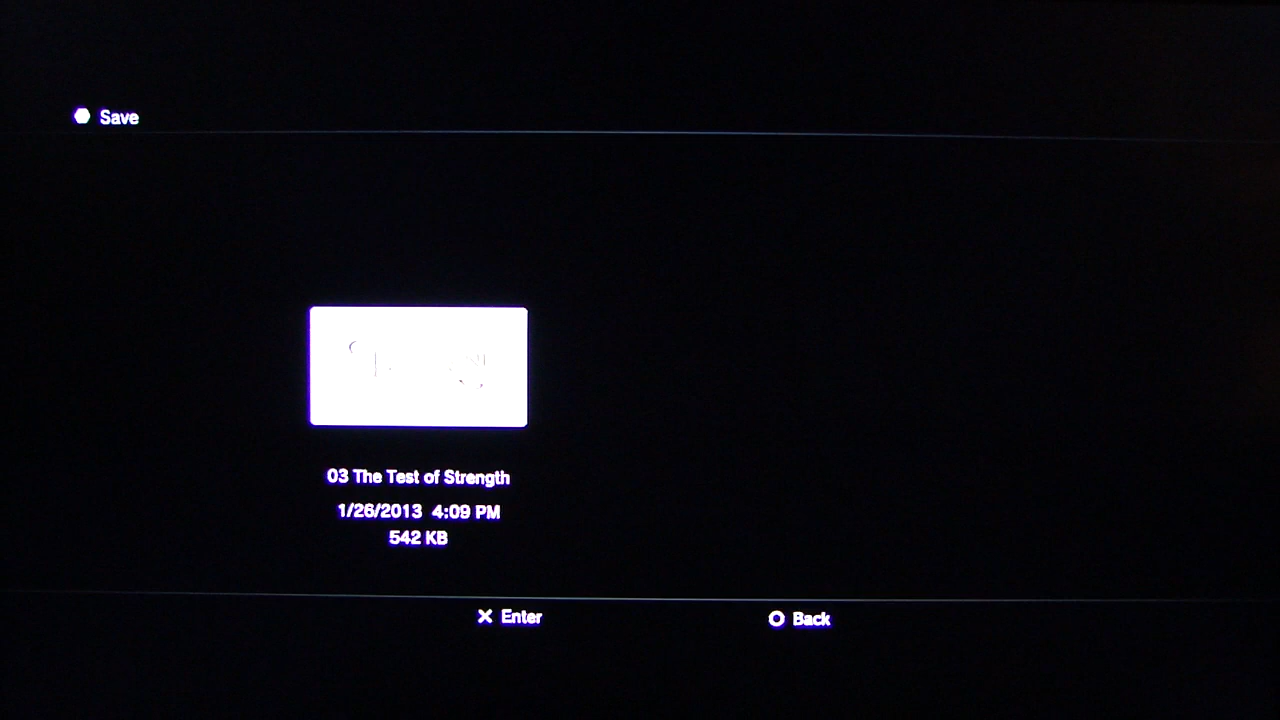 Save
03 The Test of Strength
1/26/2013 4:09 PM
542 KB
Enter
Back